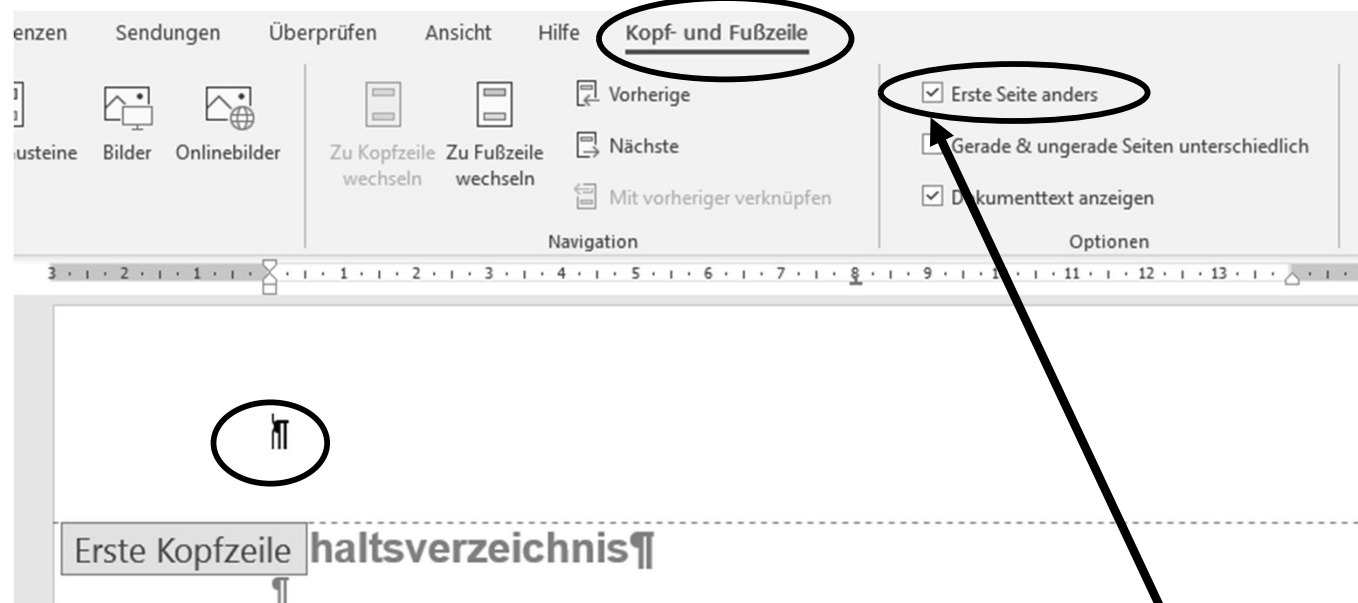 enzen Sendungen Überprüfen Ansicht Hilfe Kopf- und Fußzeile
Vorherige
Erste Seite anders
usteine Bilder Onlinebilder
Zu Kopfzeile wechseln
Zu Fußzeile wechseln
Nächste
Gerade & ungerade Seiten unterschiedlich
Mit vorheriger verknüpfen
Dokumenttext anzeigen
Navigation
Optionen
3 2 1 1 2 3 4 5 6 7 8 9 11 12 13
¶
Erste Kopfzeile haltsverzeichnis¶
¶